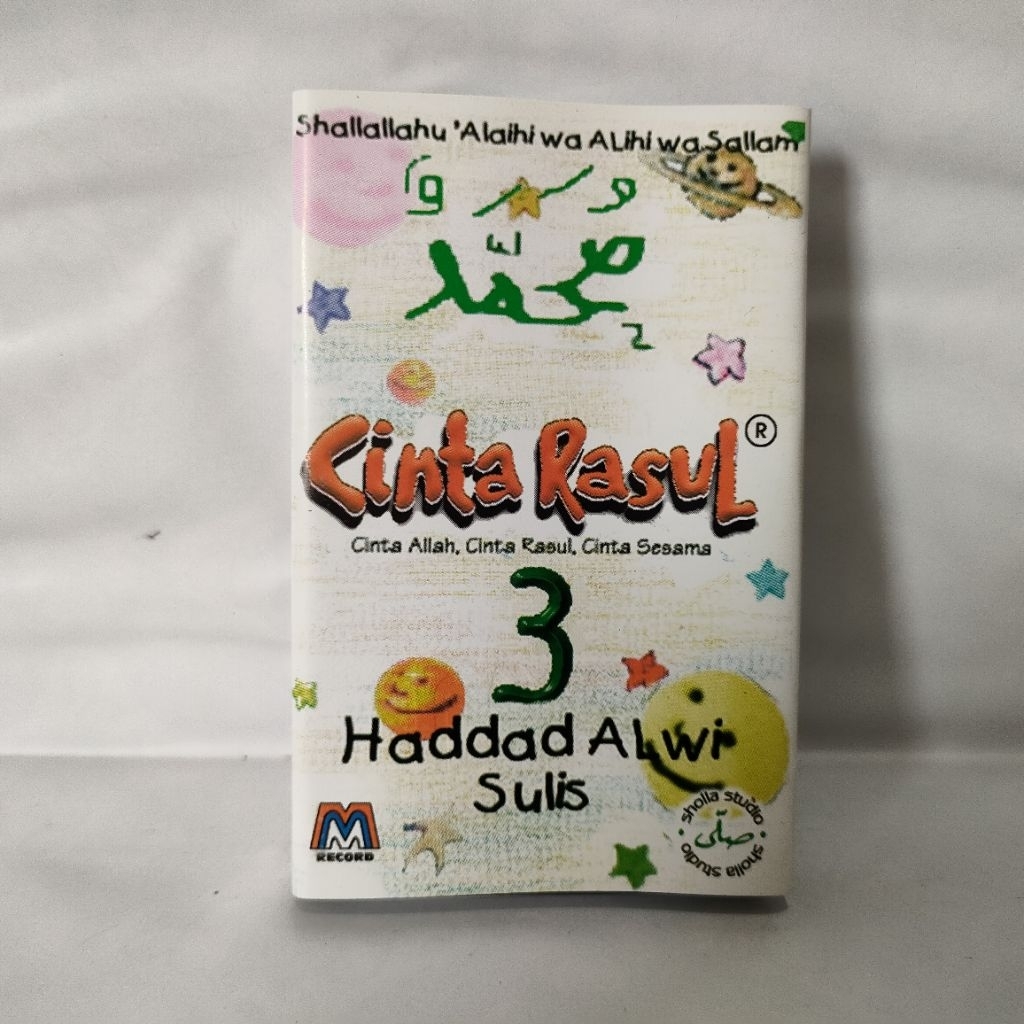 Shallallahu 'Alaihi wa ALihi wa Sallam
محمد
Cinta Rasul ®
Cinta Allah, Cinta Rasul, Cinta Sesama
3
Haddad ALwi
Sulis
M
RECORD
sholla studio • sholla studio •
صلّى